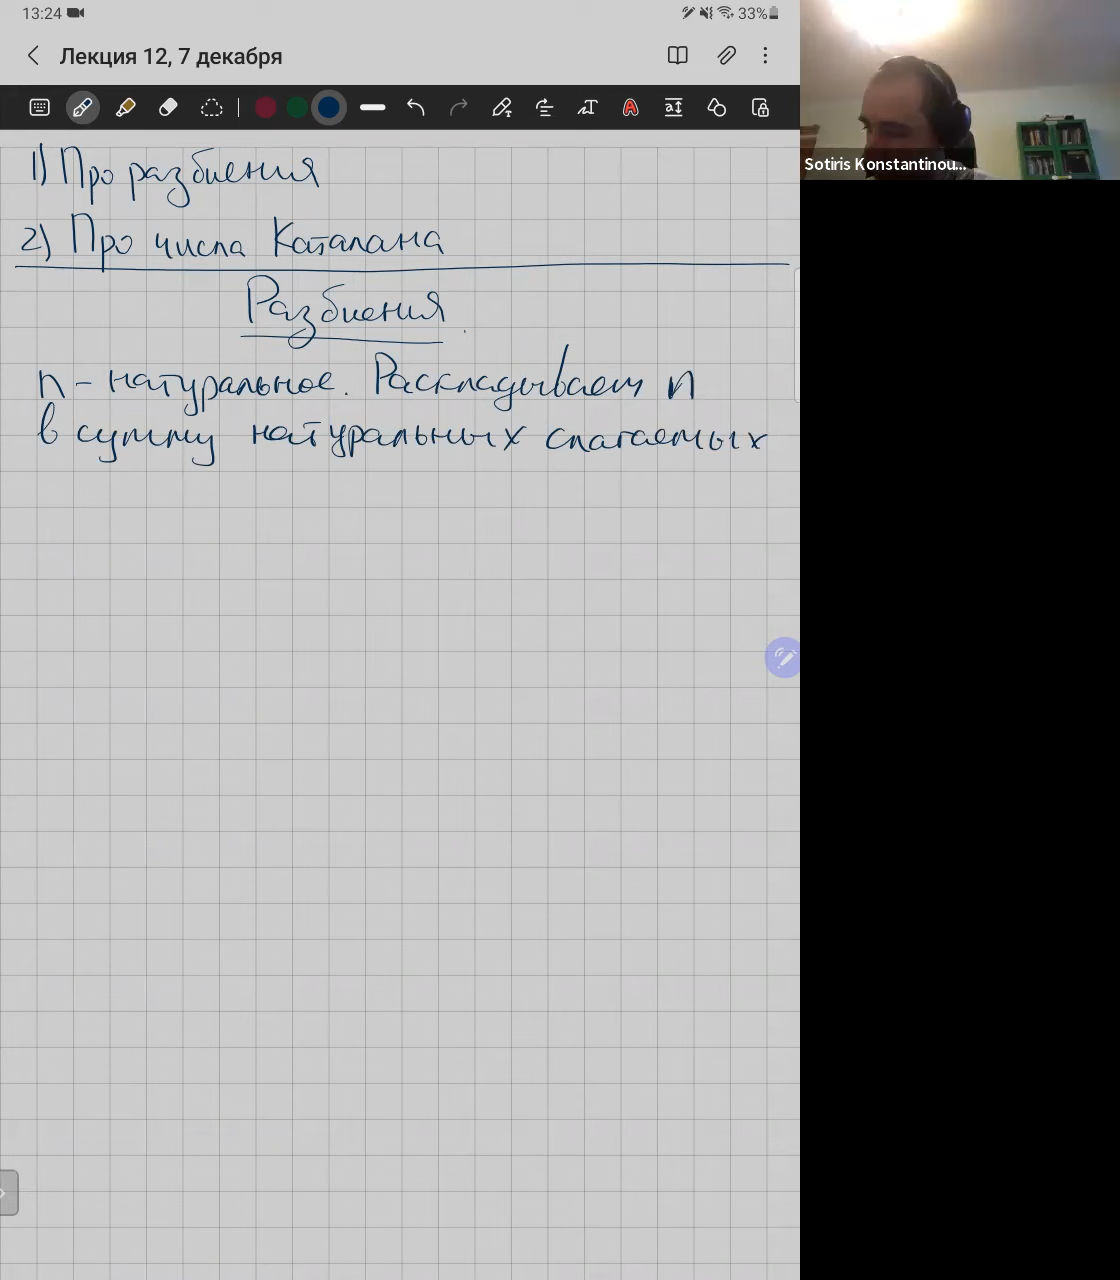 13:24
33%
Лекция 12, 7 декабря
1) Про разбиения
2) Про числа Каталана
Разбиения
n - натуральное. Раскладываем n
в сумму натуральных слагаемых
Sotiris Konstantinou...